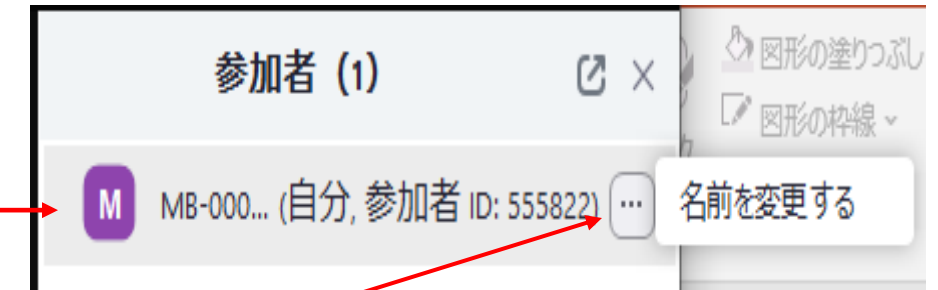 参加者 (1)
図形の塗りつぶし
図形の枠線
M MB-000... (自分, 参加者 ID: 555822) ...
名前を変更する